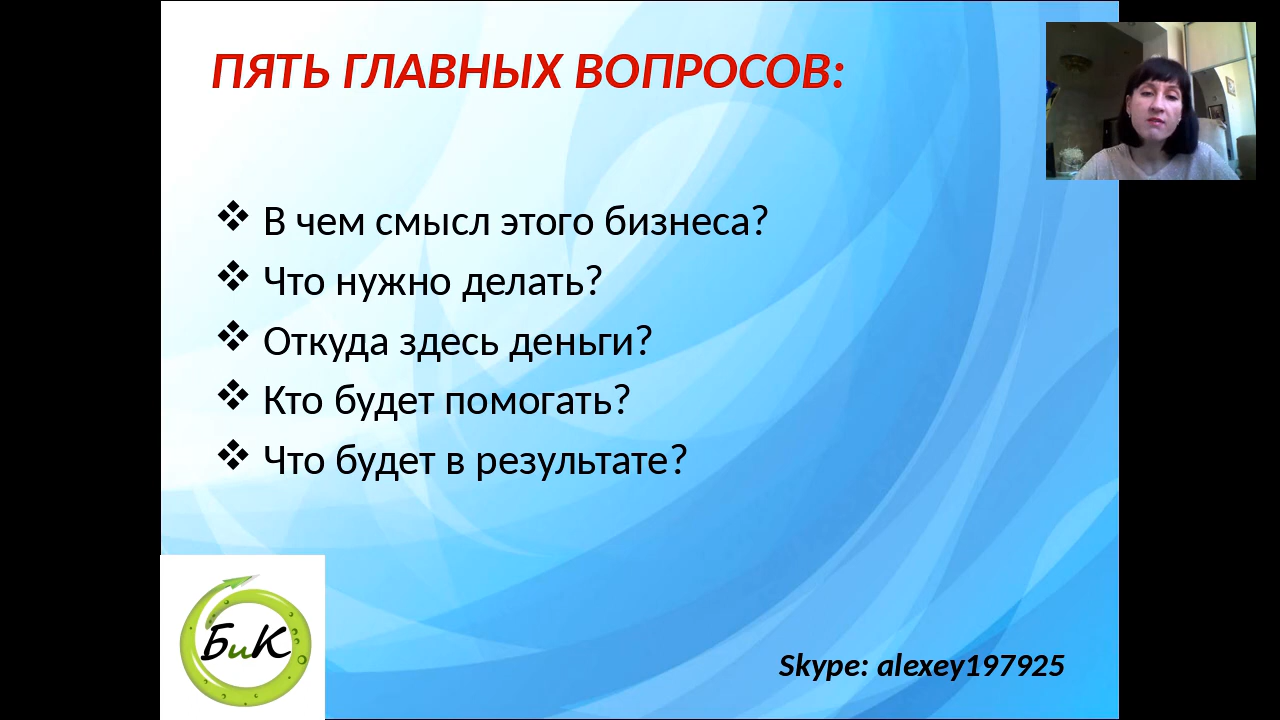 ПЯТЬ ГЛАВНЫХ ВОПРОСОВ:
В чем смысл этого бизнеса?
Что нужно делать?
Откуда здесь деньги?
Кто будет помогать?
Что будет в результате?
БиК
Skype: alexey197925